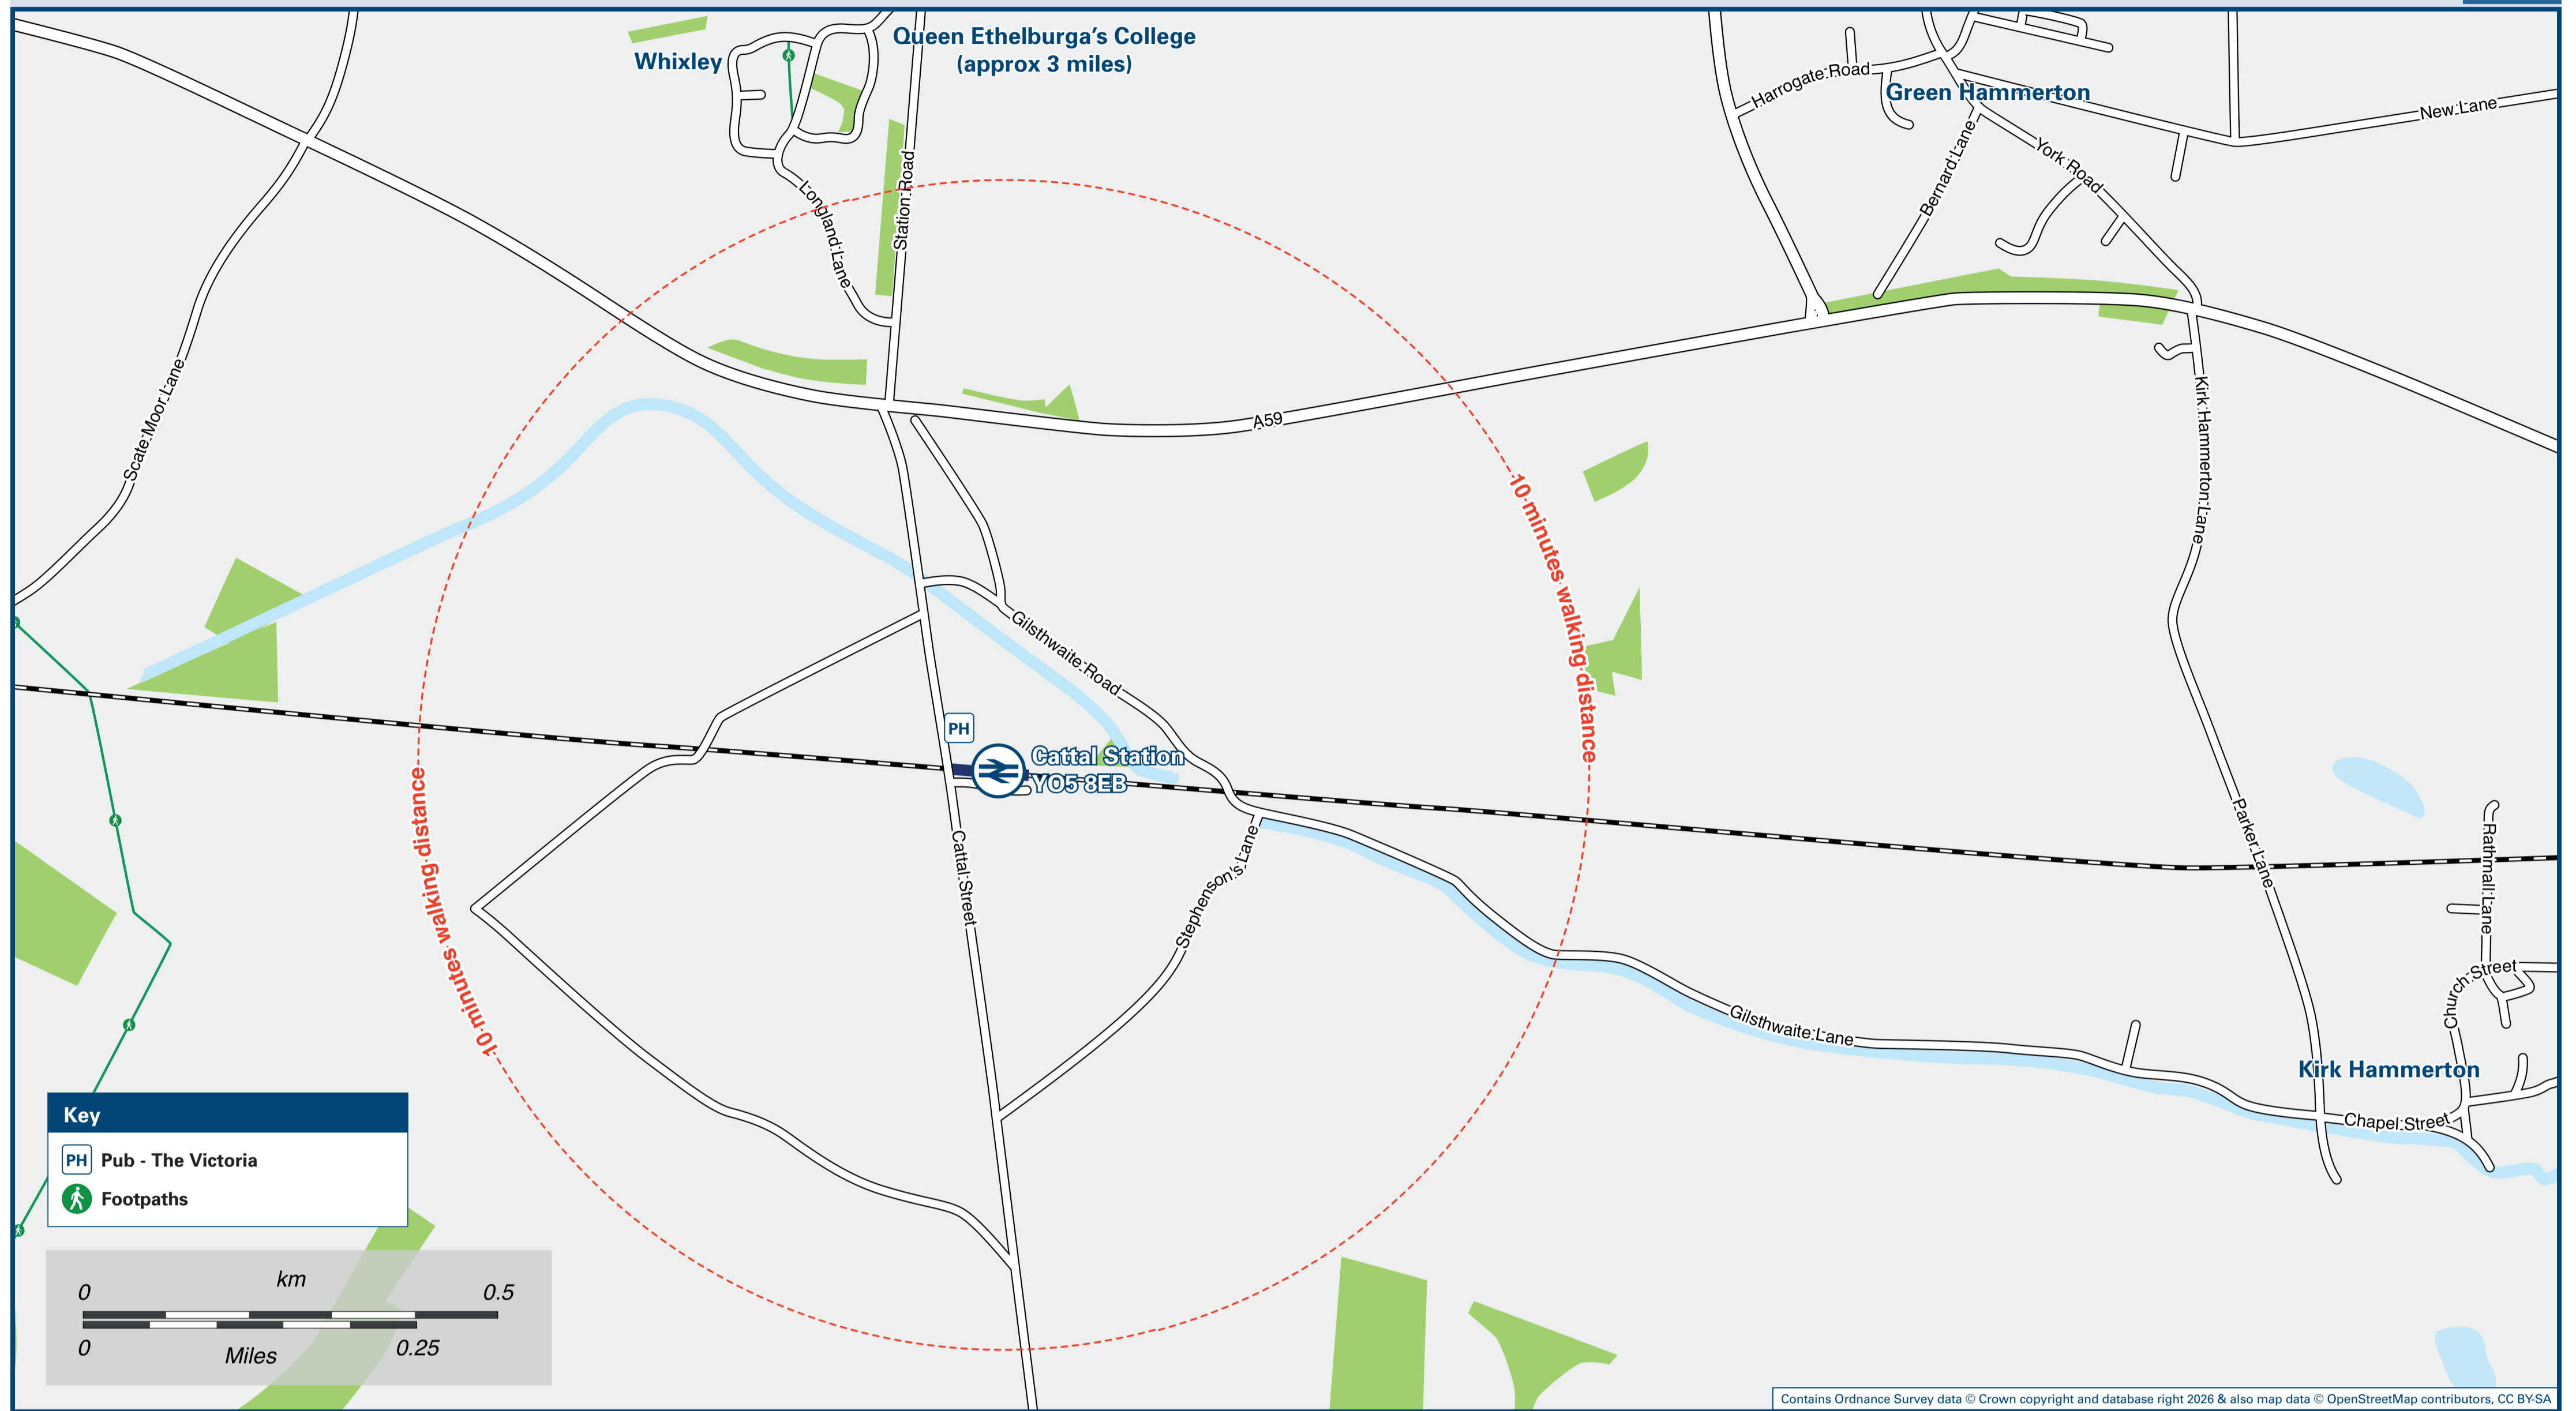 Queen Ethelburga's College
(approx 3 miles)
Whixley
Harrogate Road
Green Hammerton
New Lane
York Road
Bernard Lane
Station Road
Longland Lane
Scate Moor Lane
A59
Kirk Hammerton Lane
10 minutes walking distance
Gilsthwaite Road
PH
Cattal Station
YO5 8EB
10 minutes walking distance
Cattal Street
Stephenson's Lane
Parker Lane
Rathmall Lane
Church Street
Gilsthwaite Lane
Kirk Hammerton
Chapel Street
Key
PH Pub - The Victoria
Footpaths
km
0 0.5
0 0.25
Miles
Contains Ordnance Survey data © Crown copyright and database right 2026 & also map data © OpenStreetMap contributors, CC BY-SA